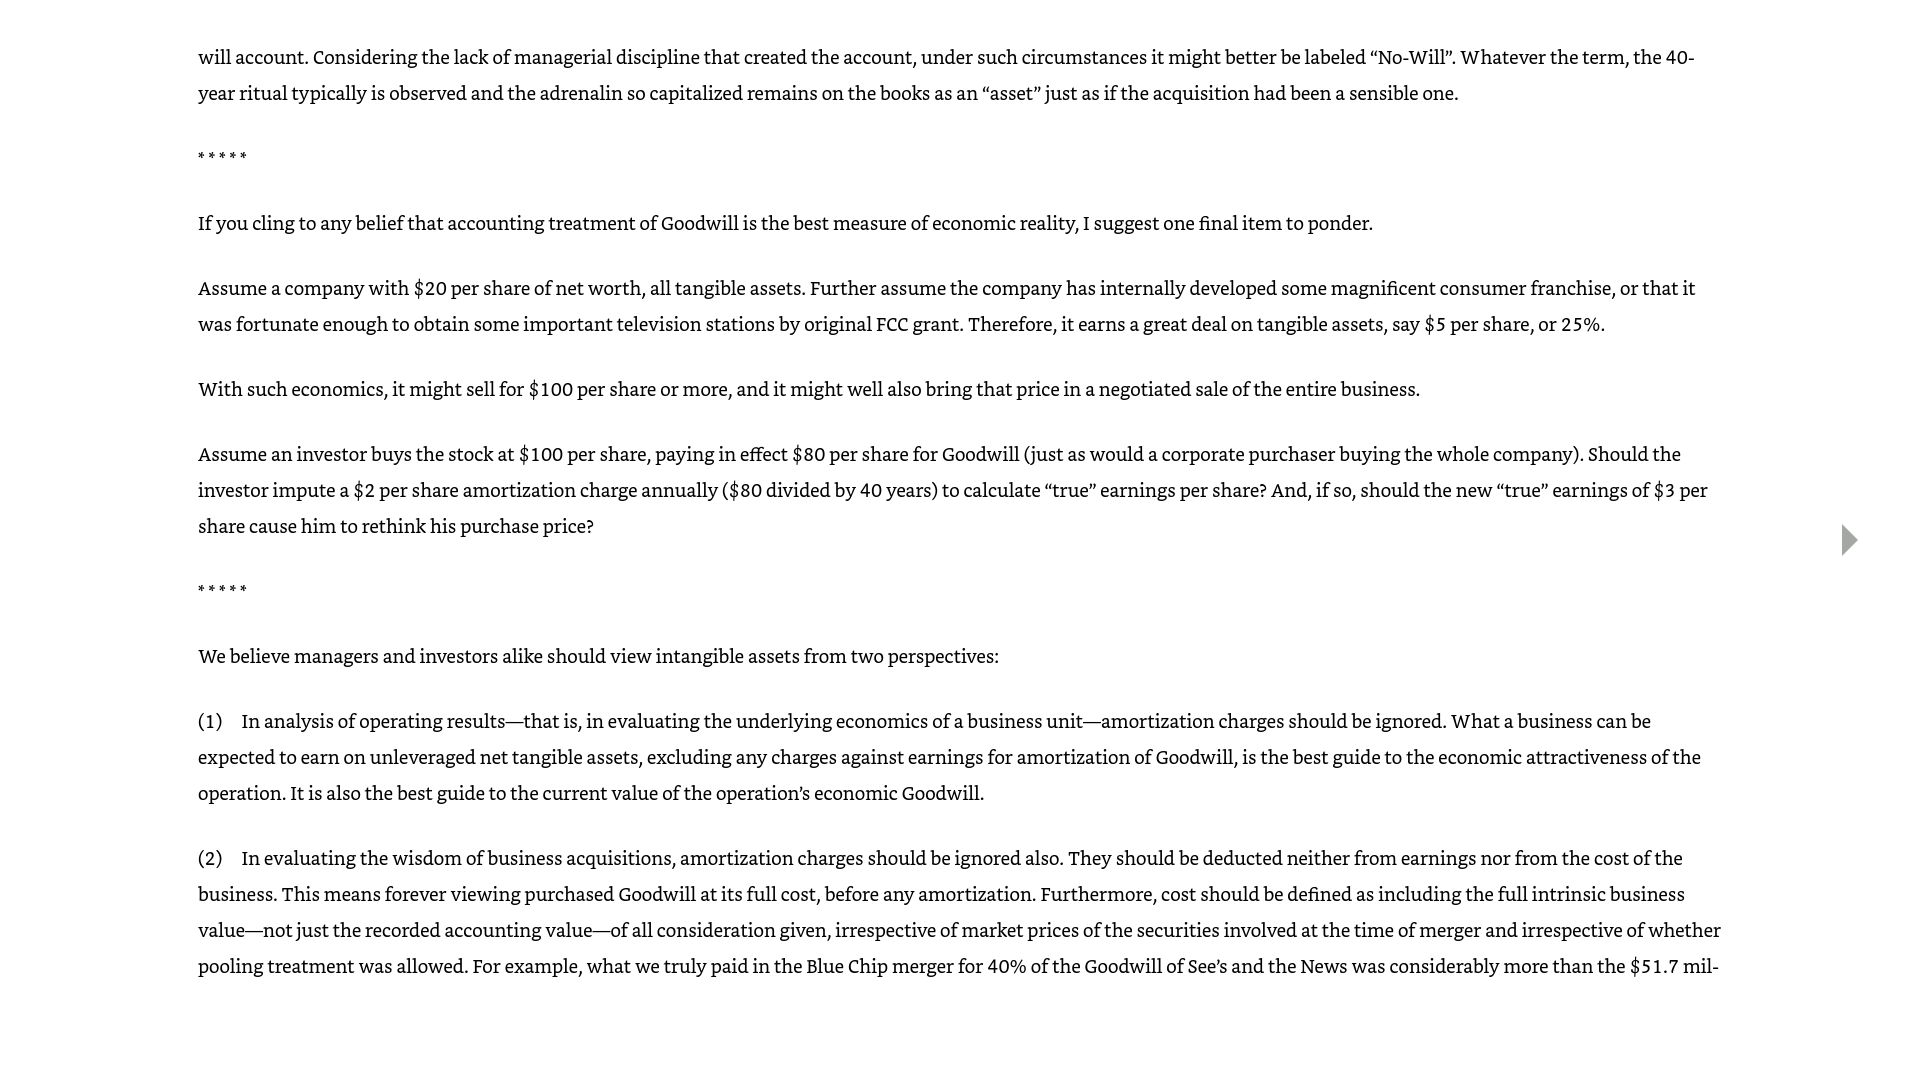 will account. Considering the lack of managerial discipline that created the account, under such circumstances it might better be labeled “No-Will”. Whatever the term, the 40-
year ritual typically is observed and the adrenalin so capitalized remains on the books as an “asset” just as if the acquisition had been a sensible one.
*****
If you cling to any belief that accounting treatment of Goodwill is the best measure of economic reality, I suggest one final item to ponder.
Assume a company with $20 per share of net worth, all tangible assets. Further assume the company has internally developed some magnificent consumer franchise, or that it
was fortunate enough to obtain some important television stations by original FCC grant. Therefore, it earns a great deal on tangible assets, say $5 per share, or 25%.
With such economics, it might sell for $100 per share or more, and it might well also bring that price in a negotiated sale of the entire business.
Assume an investor buys the stock at $100 per share, paying in effect $80 per share for Goodwill (just as would a corporate purchaser buying the whole company). Should the
investor impute a $2 per share amortization charge annually ($80 divided by 40 years) to calculate “true” earnings per share? And, if so, should the new “true” earnings of $3 per
share cause him to rethink his purchase price?
*****
We believe managers and investors alike should view intangible assets from two perspectives:
(1) In analysis of operating results—that is, in evaluating the underlying economics of a business unit—amortization charges should be ignored. What a business can be
expected to earn on unleveraged net tangible assets, excluding any charges against earnings for amortization of Goodwill, is the best guide to the economic attractiveness of the
operation. It is also the best guide to the current value of the operation’s economic Goodwill.
(2) In evaluating the wisdom of business acquisitions, amortization charges should be ignored also. They should be deducted neither from earnings nor from the cost of the
business. This means forever viewing purchased Goodwill at its full cost, before any amortization. Furthermore, cost should be defined as including the full intrinsic business
value—not just the recorded accounting value—of all consideration given, irrespective of market prices of the securities involved at the time of merger and irrespective of whether
pooling treatment was allowed. For example, what we truly paid in the Blue Chip merger for 40% of the Goodwill of See’s and the News was considerably more than the $51.7 mil-